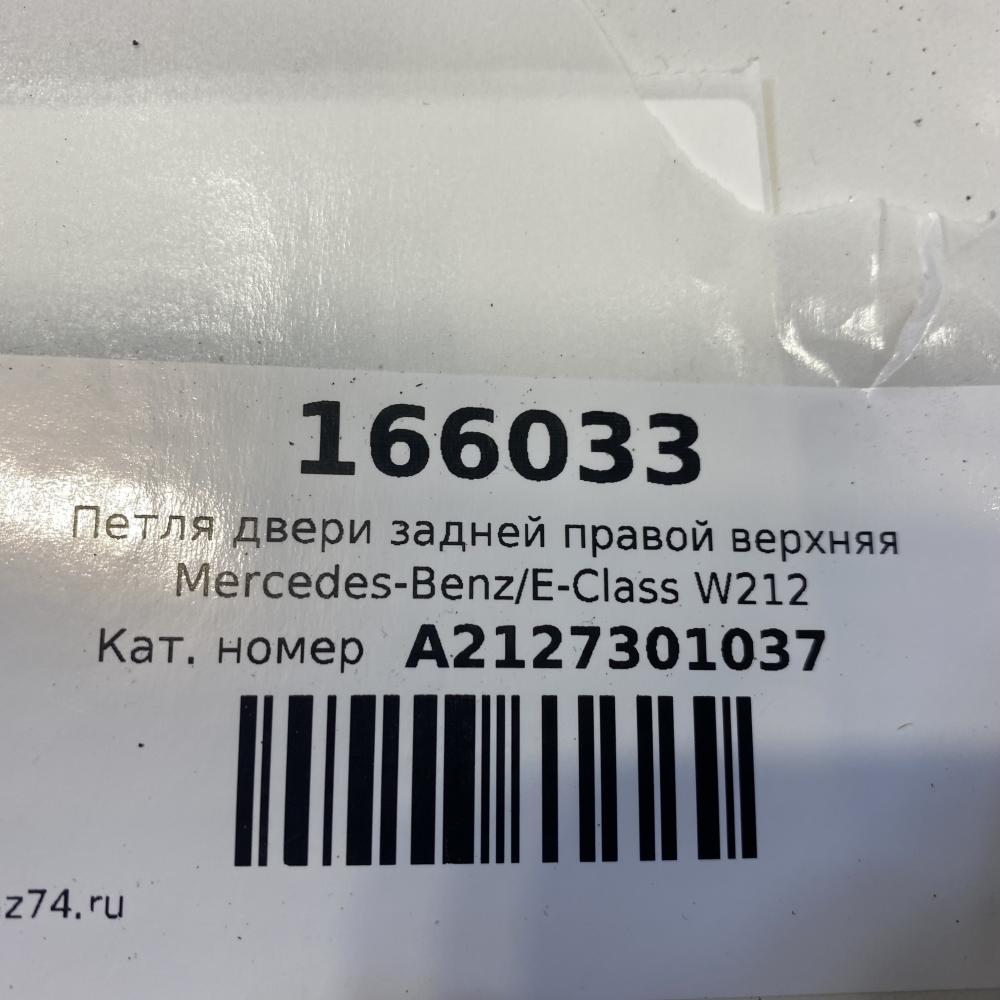 166033
Петля двери задней правой верхняя
Mercedes-Benz/E-Class W212
Кат. номер A2127301037
z74.ru